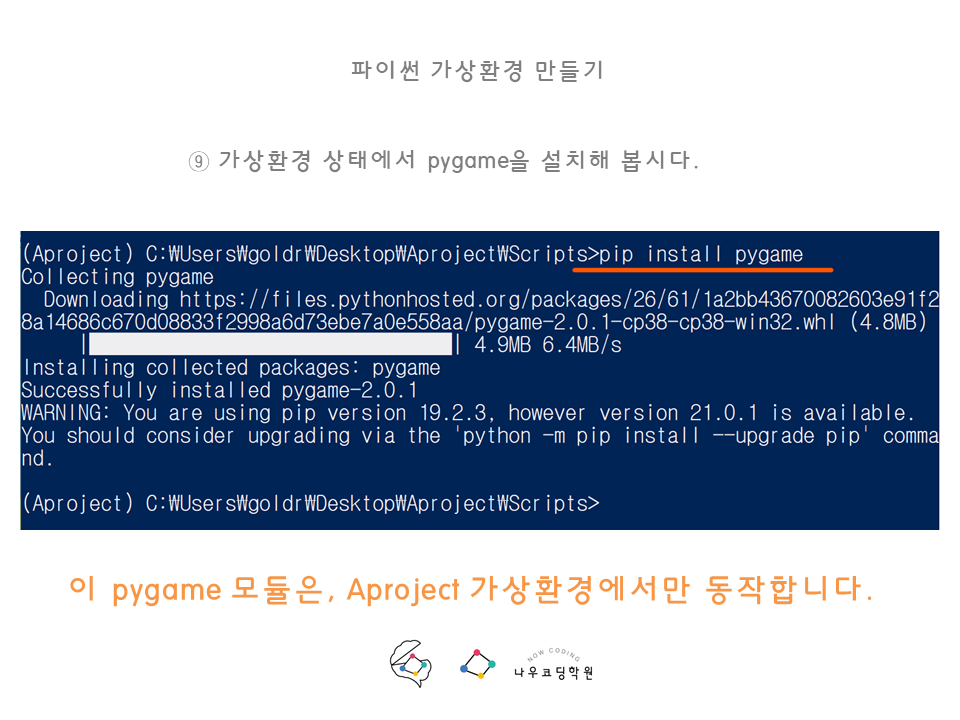 파이썬 가상환경 만들기
⑨ 가상환경 상태에서 pygame을 설치해 봅시다.
(Aproject) C:₩Users₩goldr₩Desktop₩Aproject₩Scripts>pip install pygame
Collecting pygame
  Downloading https://files.pythonhosted.org/packages/26/61/1a2bb43670082603e91f2
8a14686c670d08833f2998a6d73ebe7a0e558aa/pygame-2.0.1-cp38-cp38-win32.whl (4.8MB)
     |████████████████████████████████| 4.9MB 6.4MB/s
Installing collected packages: pygame
Successfully installed pygame-2.0.1
WARNING: You are using pip version 19.2.3, however version 21.0.1 is available.
You should consider upgrading via the 'python -m pip install --upgrade pip' comma
nd.
(Aproject) C:₩Users₩goldr₩Desktop₩Aproject₩Scripts>
이 pygame 모듈은, Aproject 가상환경에서만 동작합니다.
NOW CODING
나우코딩학원